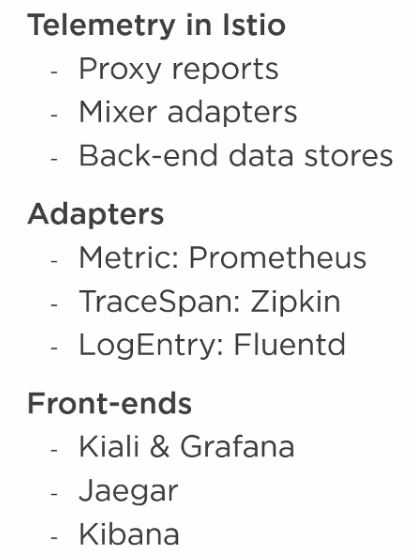 Telemetry in Istio
- Proxy reports
- Mixer adapters
- Back-end data stores
Adapters
- Metric: Prometheus
- TraceSpan: Zipkin
- LogEntry: Fluentd
Front-ends
- Kiali & Grafana
- Jaegar
- Kibana